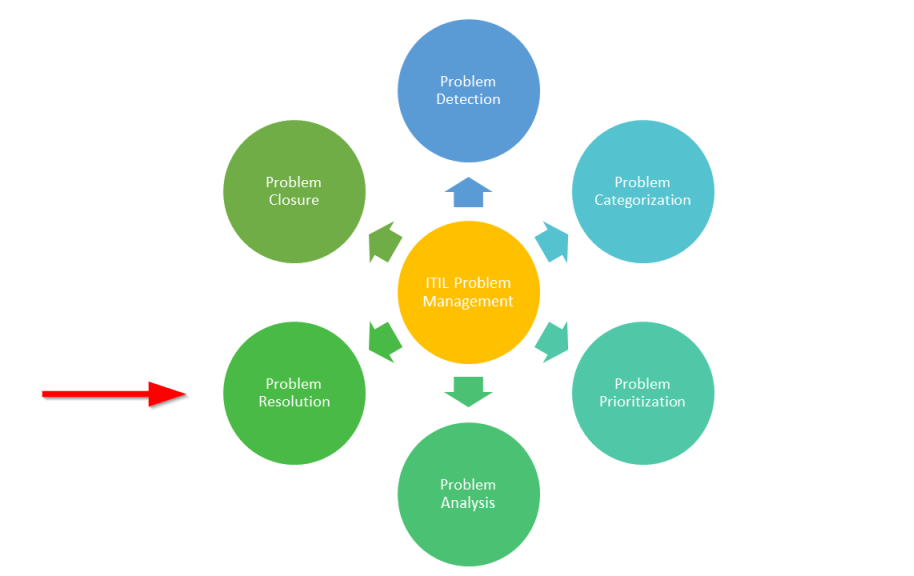 Problem
Detection
Problem
Categorization
Problem
Prioritization
Problem
Analysis
Problem
Resolution
Problem
Closure
ITIL Problem
Management